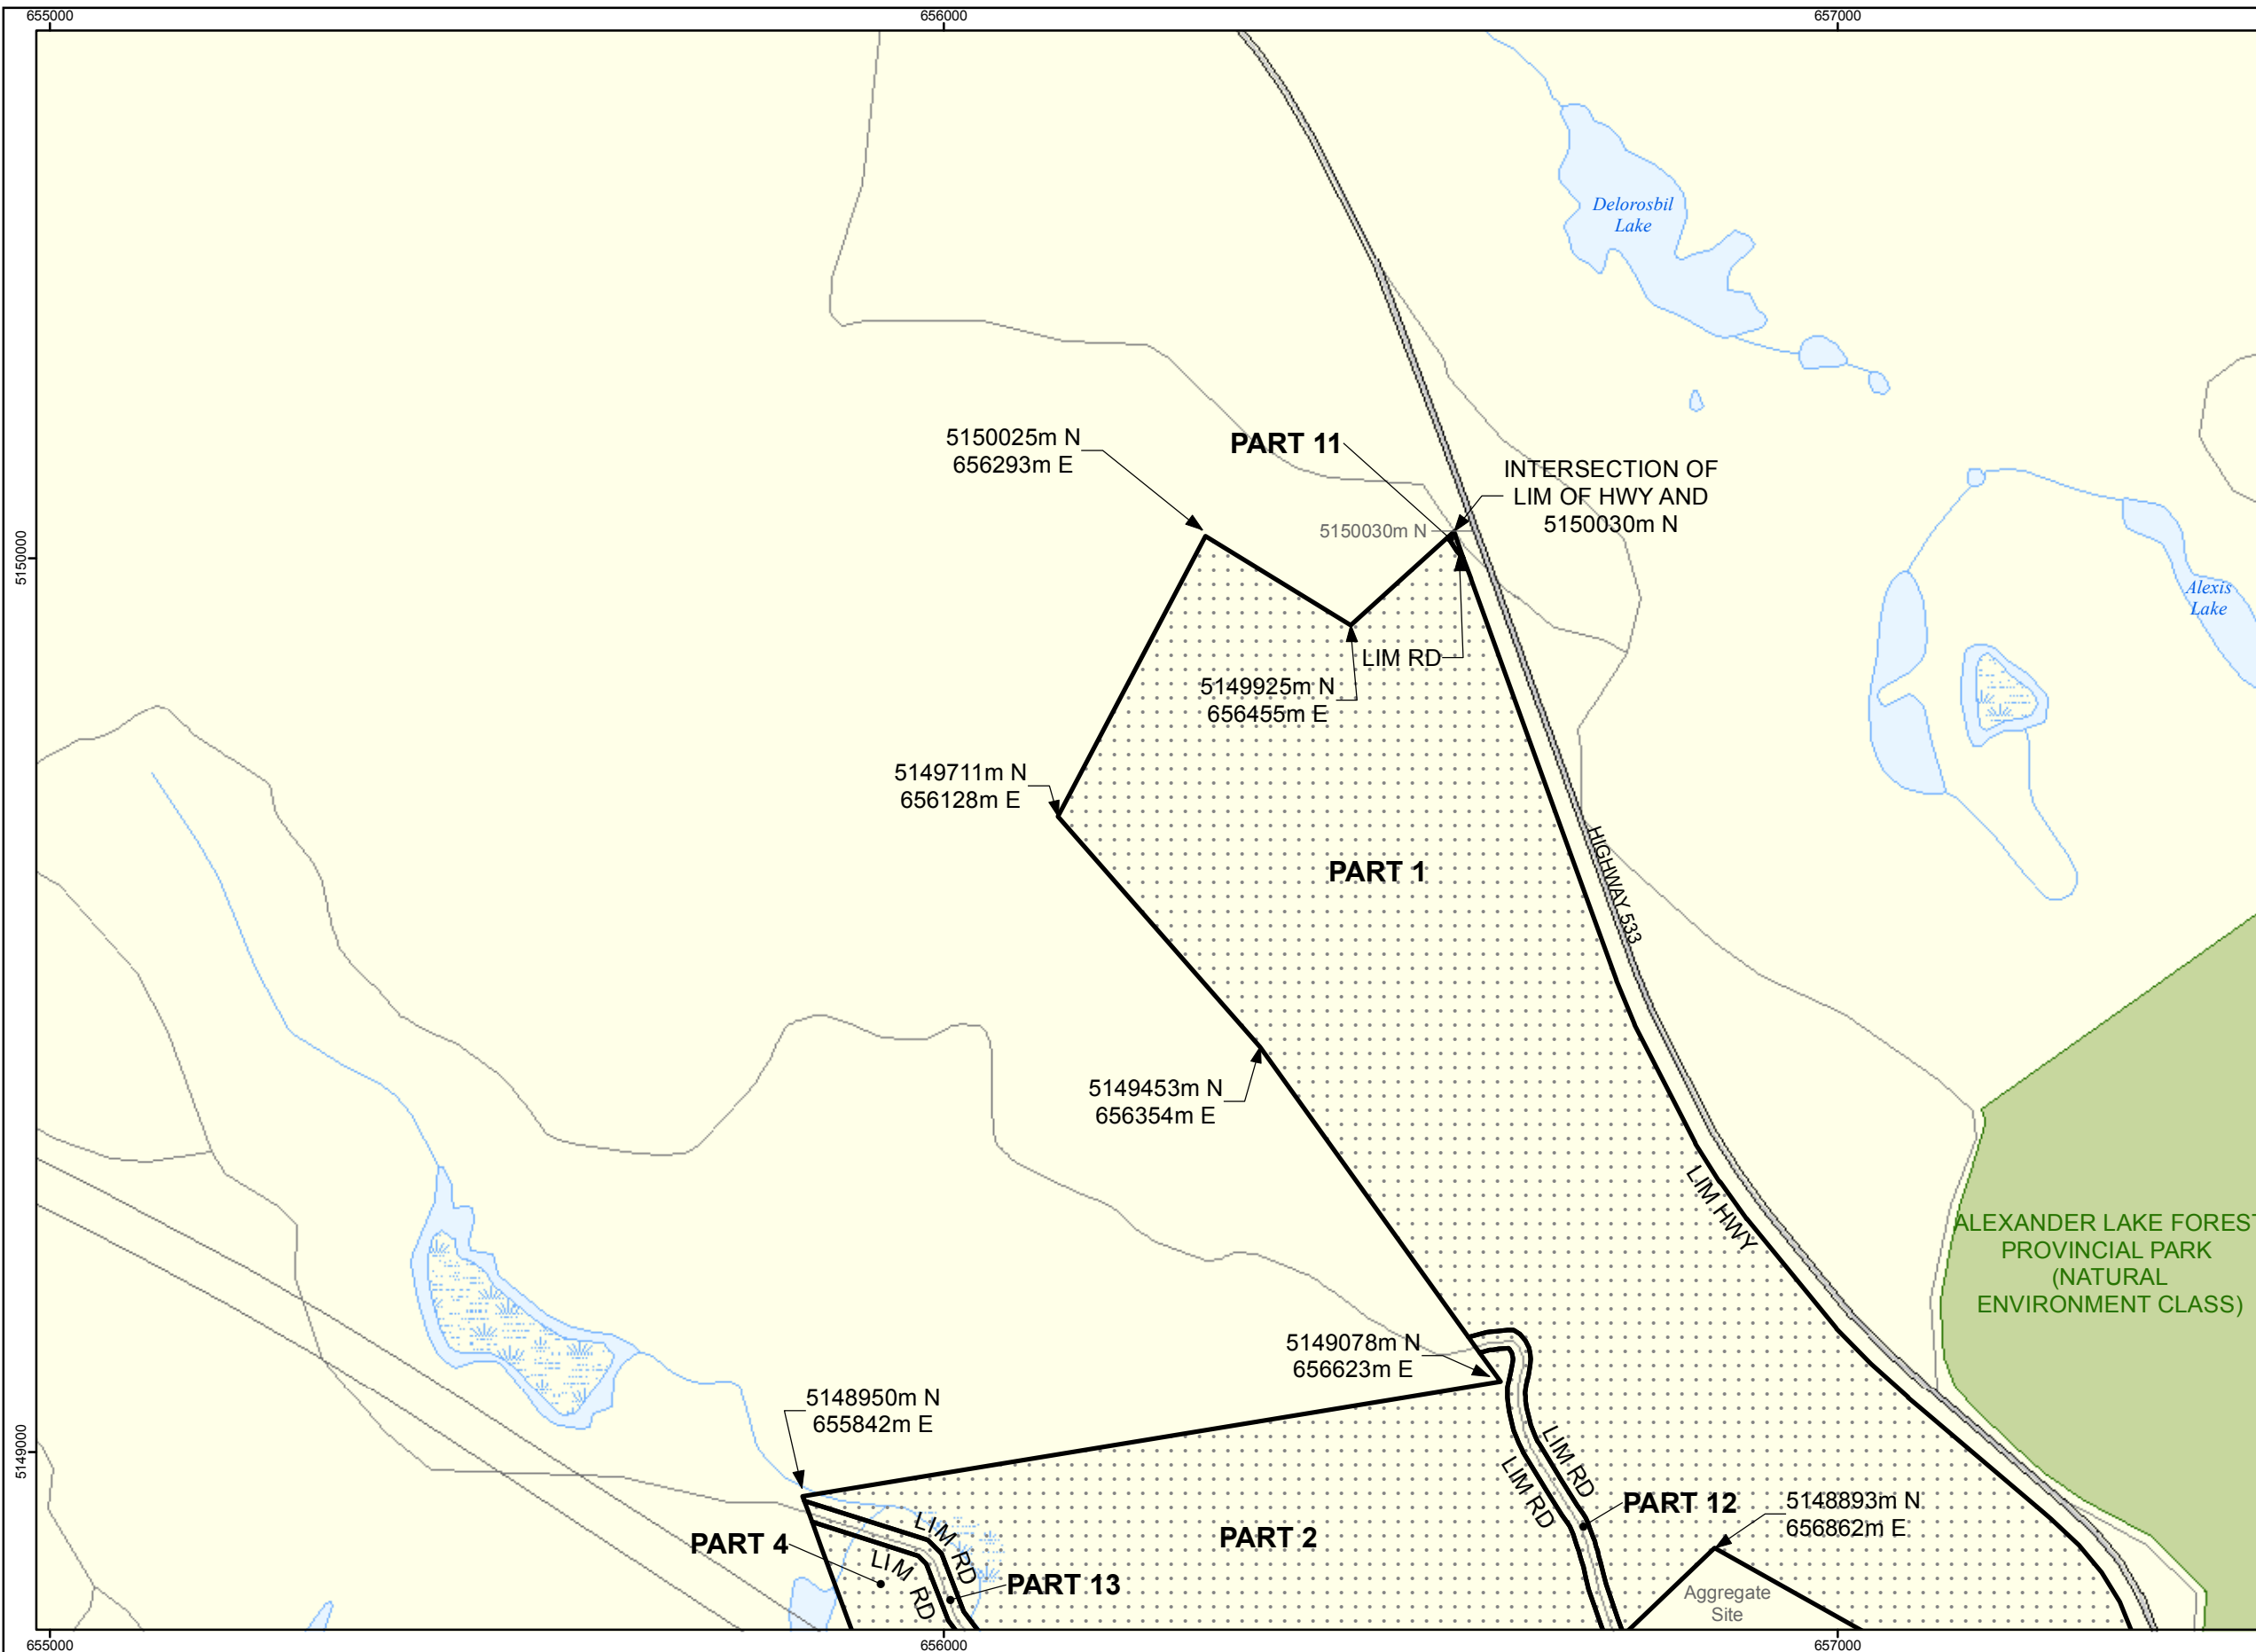 655000
656000
657000
Delorosbil
Lake
5150025m N
656293m E
PART 11
INTERSECTION OF
LIM OF HWY AND
5150030m N
5150030m N
5150000
Alexis
Lake
LIM RD
5149925m N
656455m E
5149711m N
656128m E
PART 1
HIGHWAY 533
5149453m N
656354m E
LIM HWY
ALEXANDER LAKE FOREST
PROVINCIAL PARK
(NATURAL
ENVIRONMENT CLASS)
5149078m N
656623m E
5148950m N
655842m E
5149000
LIM RD
LIM RD
PART 12
5148893m N
656862m E
PART 4
LIM RD
LIM RD
PART 2
PART 13
Aggregate
Site
655000
656000
657000